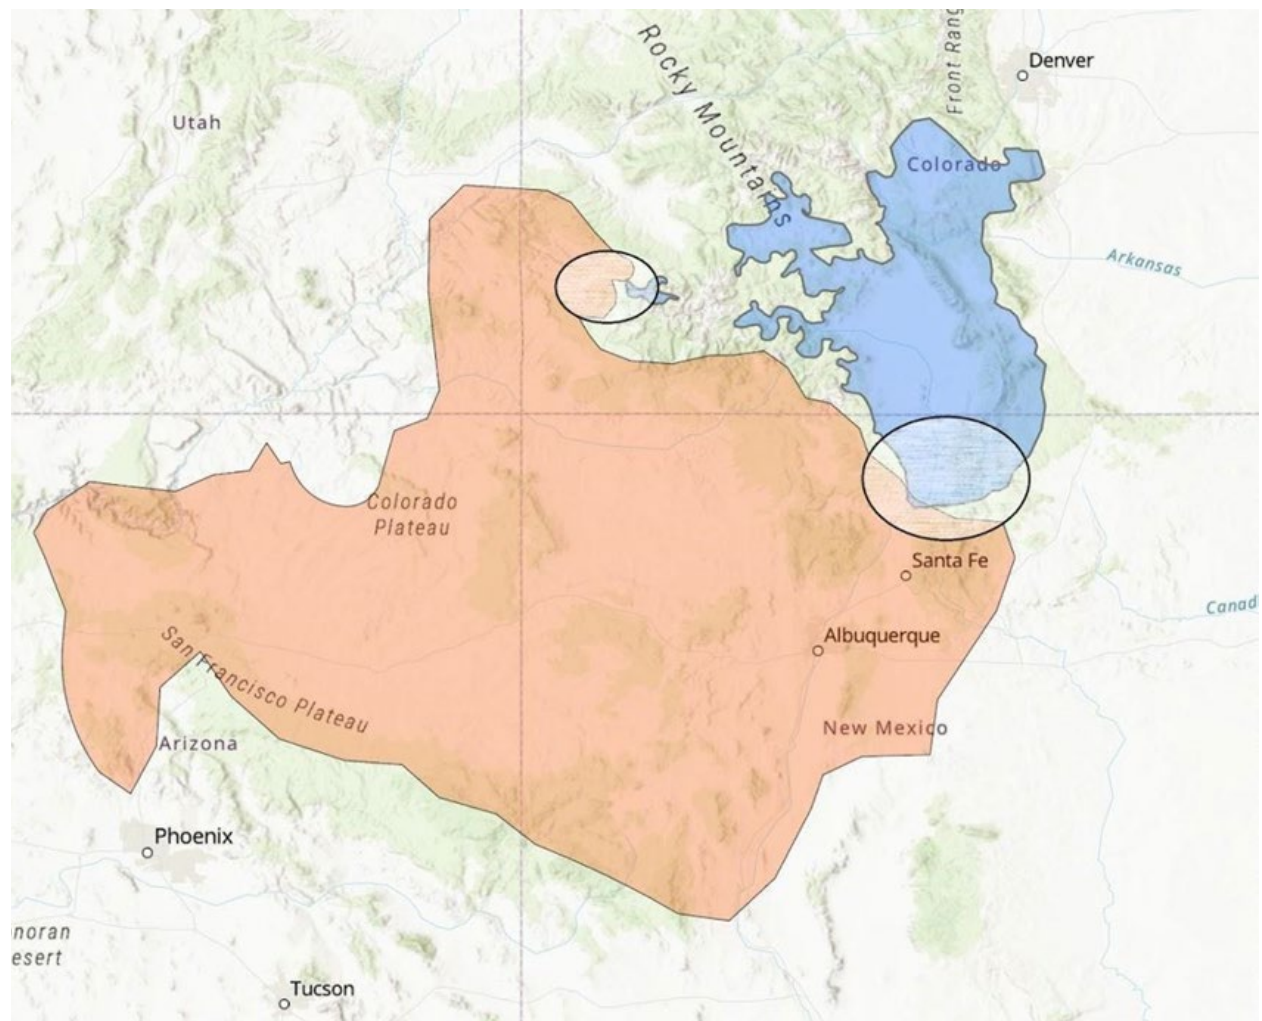 Rocky Mountains
Front Rang
Denver
Utah
Colorado
Arkansas
Colorado
Plateau
Santa Fe
Canad
Albuquerque
San Francisco Plateau
New Mexico
Arizona
Phoenix
noran
esert
Tucson